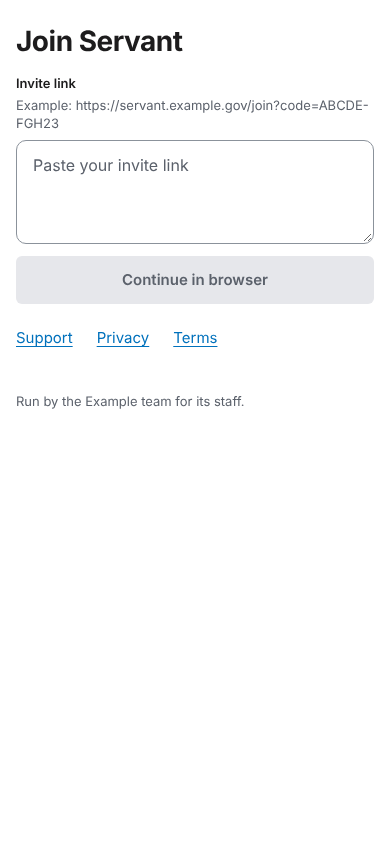 Join Servant
Invite link
Example: https://servant.example.gov/join?code=ABCDE-
FGH23
Paste your invite link
Continue in browser
Support Privacy Terms
Run by the Example team for its staff.